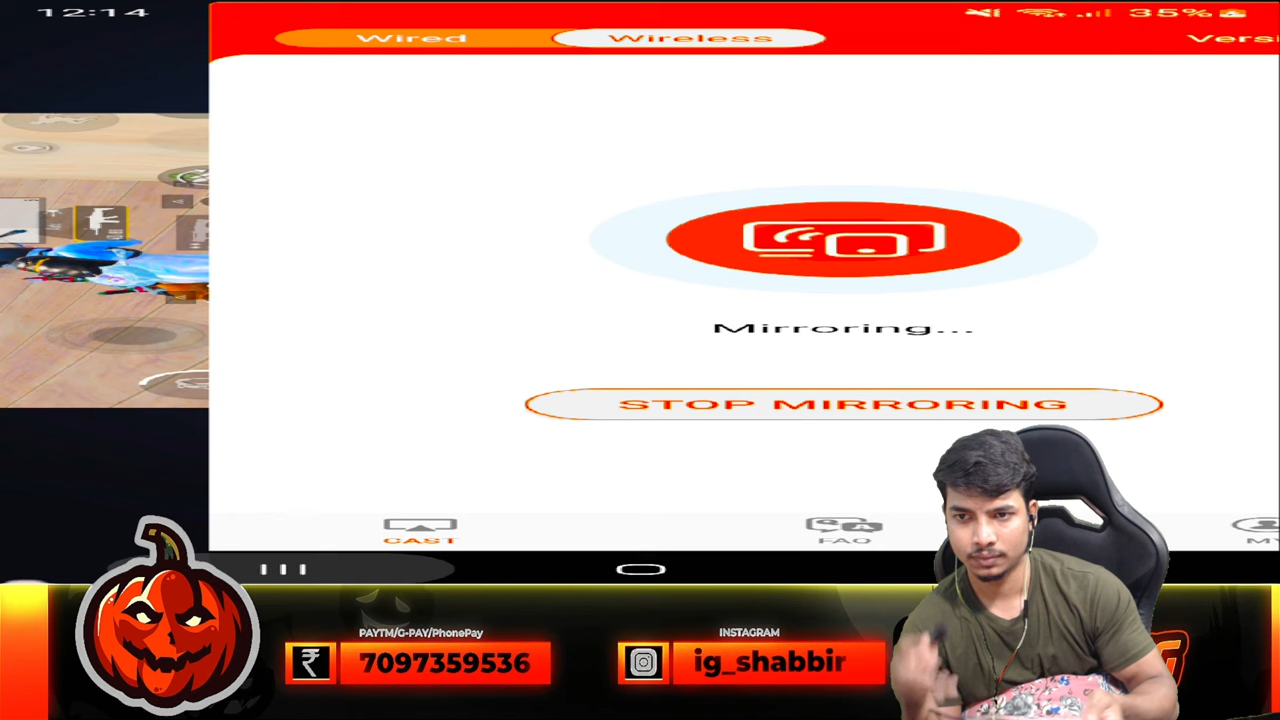 12:14
35%
Wired
Wireless
Mirroring...
STOP MIRRORING
CAST
FAQ
PAYTM/G-PAY/PhonePay
7097359536
INSTAGRAM
ig_shabbir